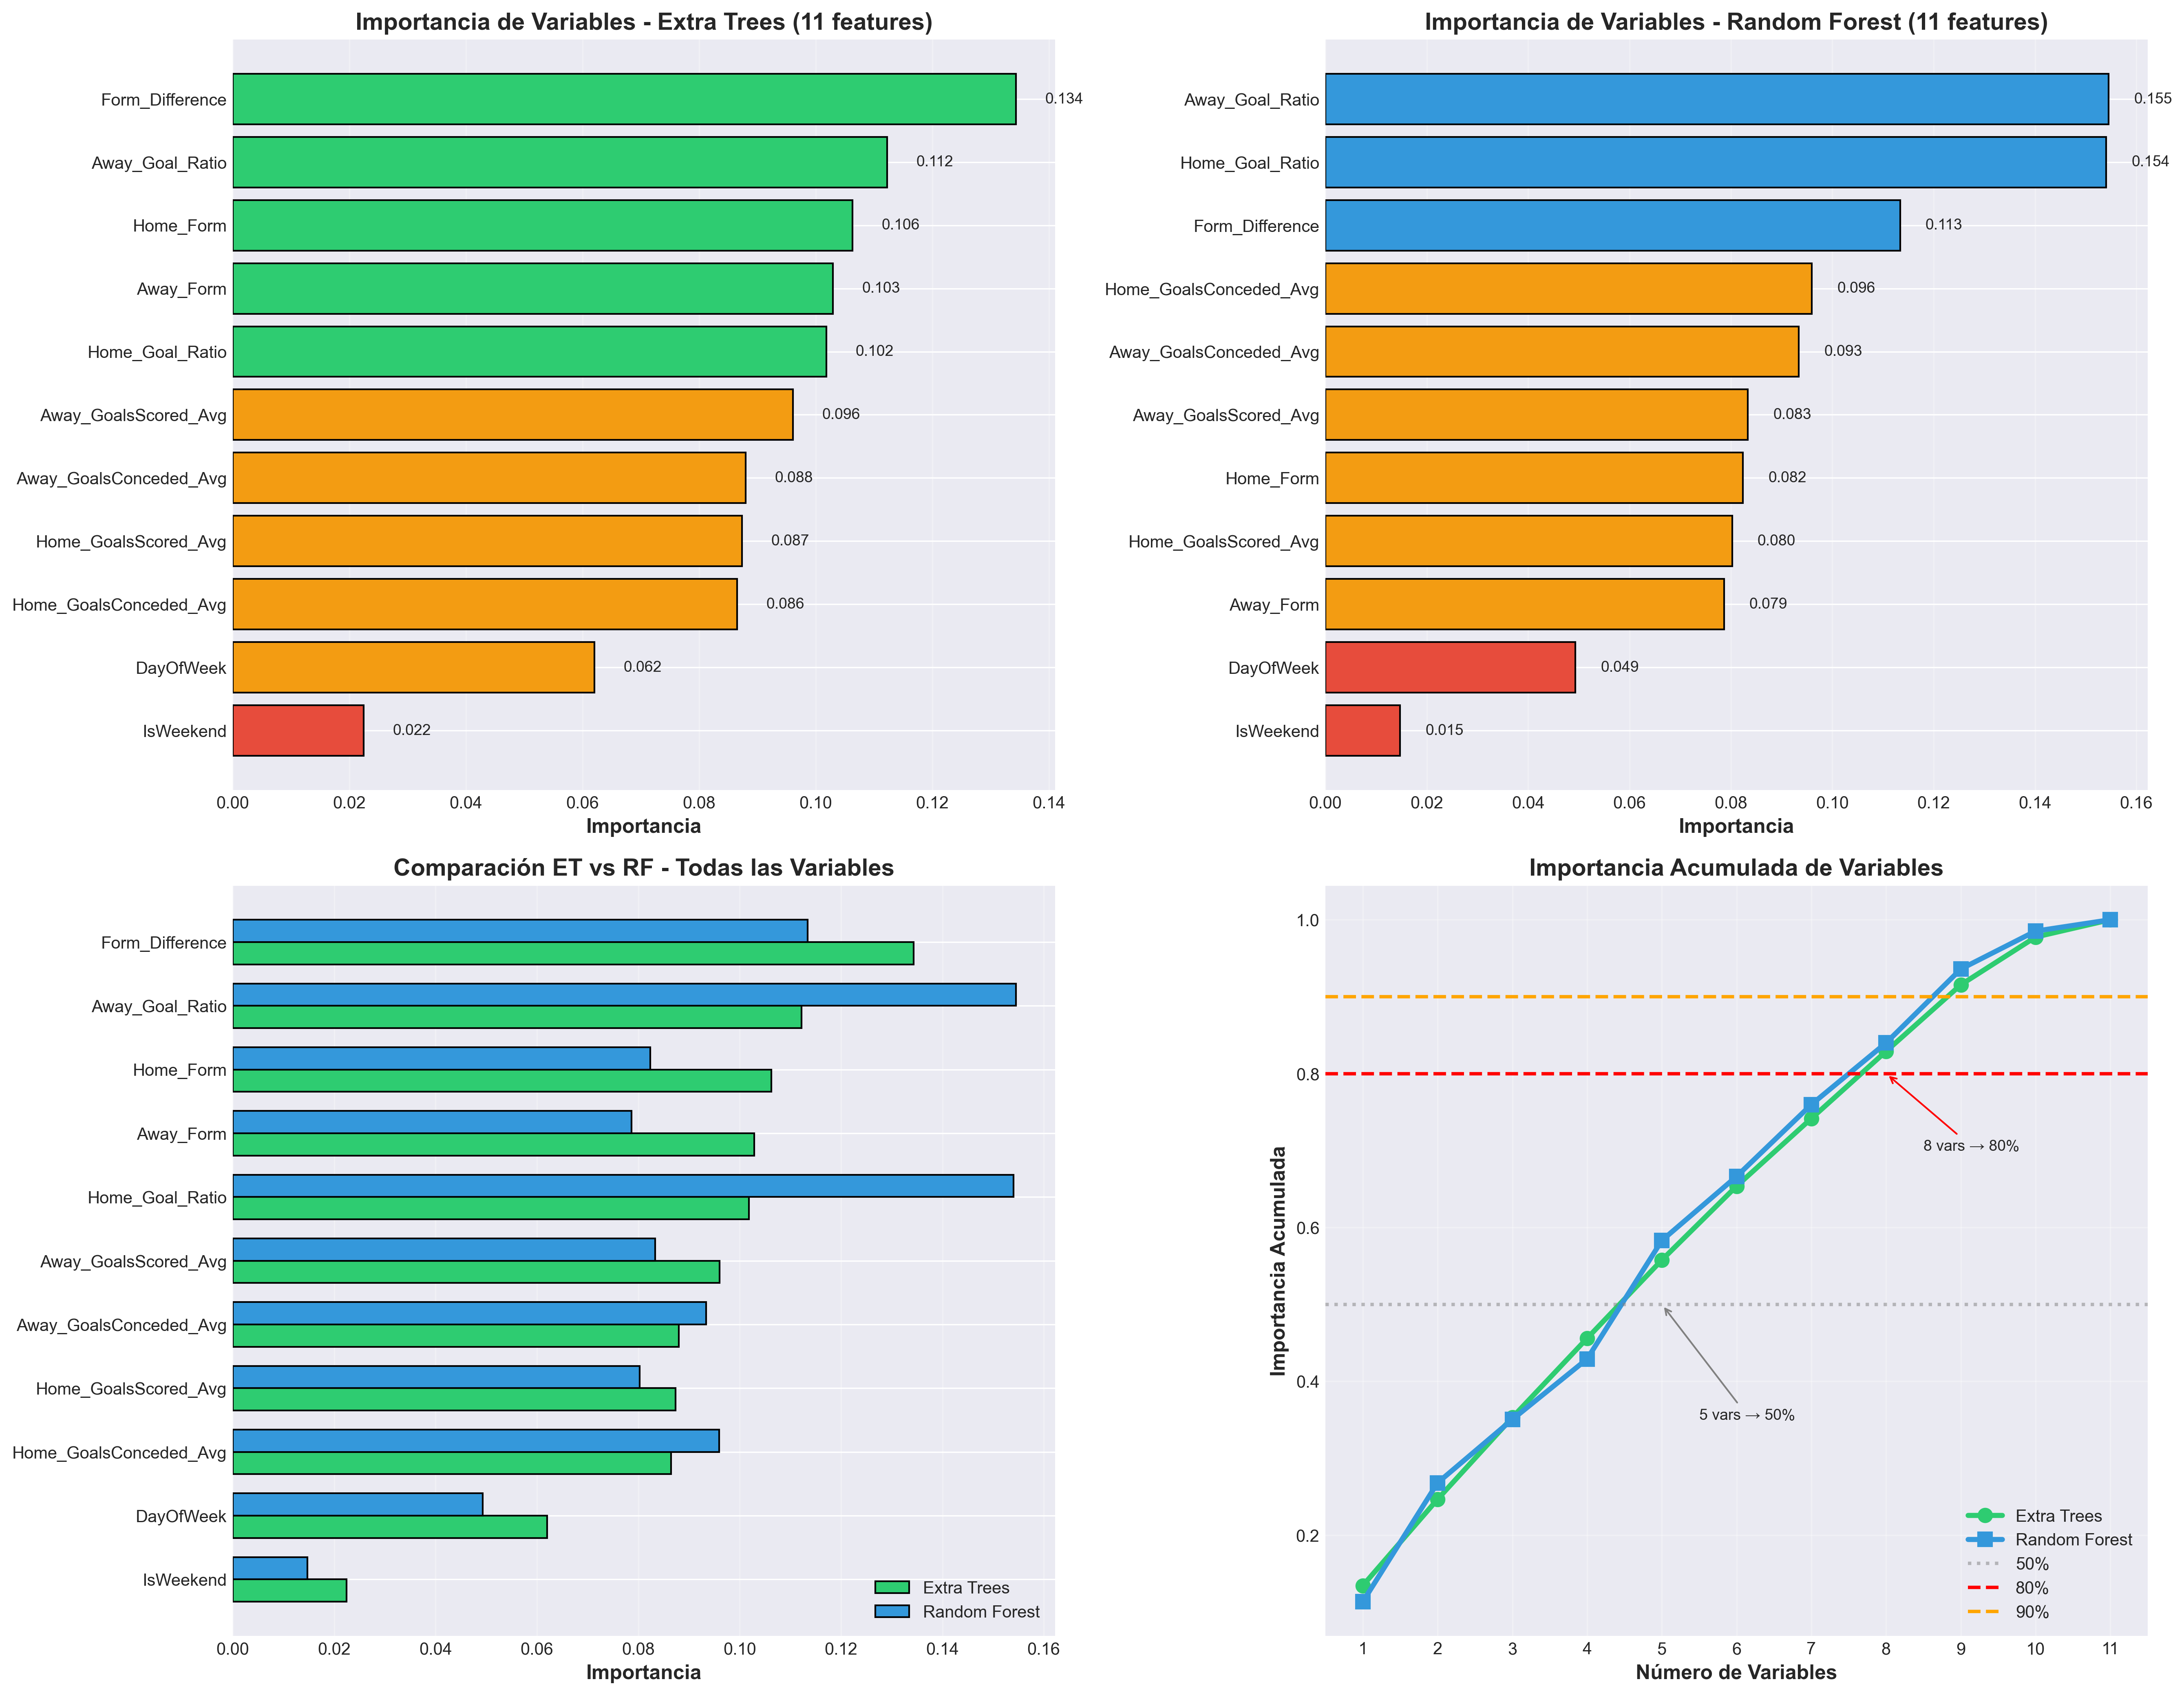 Importancia de Variables - Extra Trees (11 features)
Form_Difference
0.134
Away_Goal_Ratio
0.112
Home_Form
0.106
Away_Form
0.103
Home_Goal_Ratio
0.102
Away_GoalsScored_Avg
0.096
Away_GoalsConceded_Avg
0.088
Home_GoalsScored_Avg
0.087
Home_GoalsConceded_Avg
0.086
DayOfWeek
0.062
IsWeekend
0.022
0.00 0.02 0.04 0.06 0.08 0.10 0.12 0.14
Importancia
Importancia de Variables - Random Forest (11 features)
Away_Goal_Ratio
0.155
Home_Goal_Ratio
0.154
Form_Difference
0.113
Home_GoalsConceded_Avg
0.096
Away_GoalsConceded_Avg
0.093
Away_GoalsScored_Avg
0.083
Home_Form
0.082
Home_GoalsScored_Avg
0.080
Away_Form
0.079
DayOfWeek
0.049
IsWeekend
0.015
0.00 0.02 0.04 0.06 0.08 0.10 0.12 0.14 0.16
Importancia
Comparación ET vs RF - Todas las Variables
Form_Difference
Away_Goal_Ratio
Home_Form
Away_Form
Home_Goal_Ratio
Away_GoalsScored_Avg
Away_GoalsConceded_Avg
Home_GoalsScored_Avg
Home_GoalsConceded_Avg
DayOfWeek
IsWeekend
Extra Trees
Random Forest
0.00 0.02 0.04 0.06 0.08 0.10 0.12 0.14 0.16
Importancia
Importancia Acumulada de Variables
Importancia Acumulada
1.0
0.8
0.6
0.4
0.2
8 vars → 80%
5 vars → 50%
Extra Trees
Random Forest
50%
80%
90%
1 2 3 4 5 6 7 8 9 10 11
Número de Variables